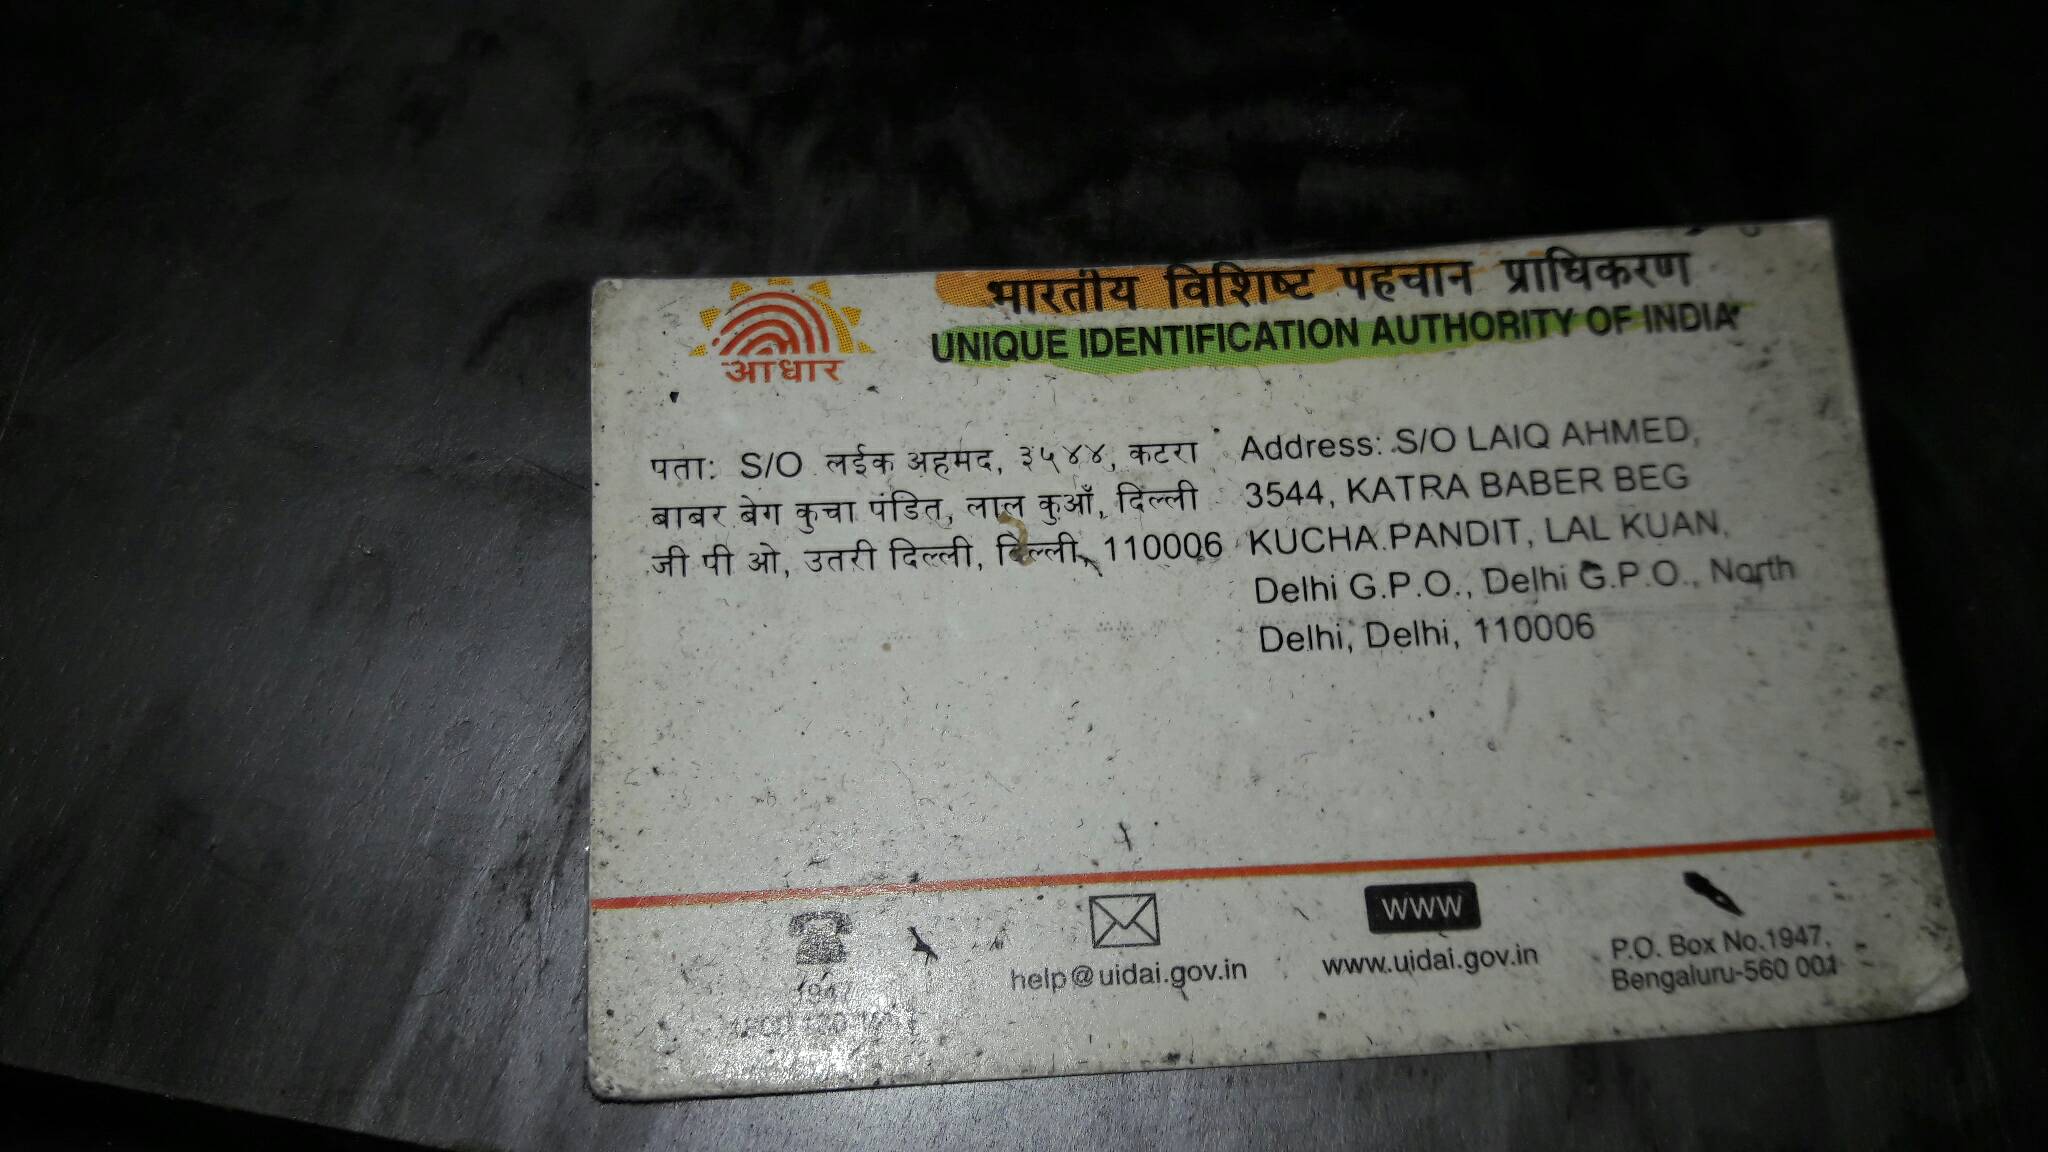 भारतीय विशिष्ट पहचान प्राधिकरण
UNIQUE IDENTIFICATION AUTHORITY OF INDIA
आधार
पता: S/O लईक अहमद, ३५४४, कटरा
बाबर बेग कुचा पंडित, लाल कुआँ, दिल्ली
जी पी ओ, उतरी दिल्ली, दिल्ली, 110006
Address: S/O LAIQ AHMED,
3544, KATRA BABER BEG
KUCHA PANDIT, LAL KUAN,
Delhi G.P.O., Delhi G.P.O., North
Delhi, Delhi, 110006
1947
help@uidai.gov.in
WWW
www.uidai.gov.in
P.O. Box No.1947,
Bengaluru-560 001